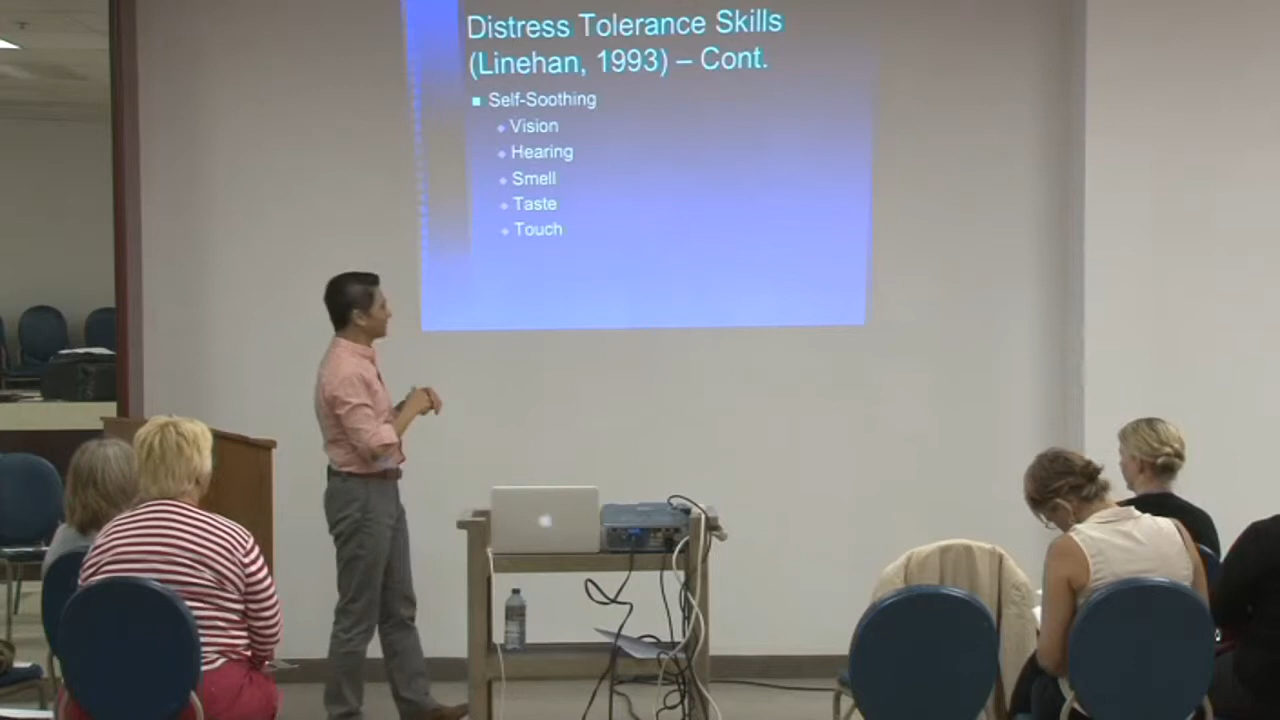 Distress Tolerance Skills
(Linehan, 1993) – Cont.
Self-Soothing
Vision
Hearing
Smell
Taste
Touch